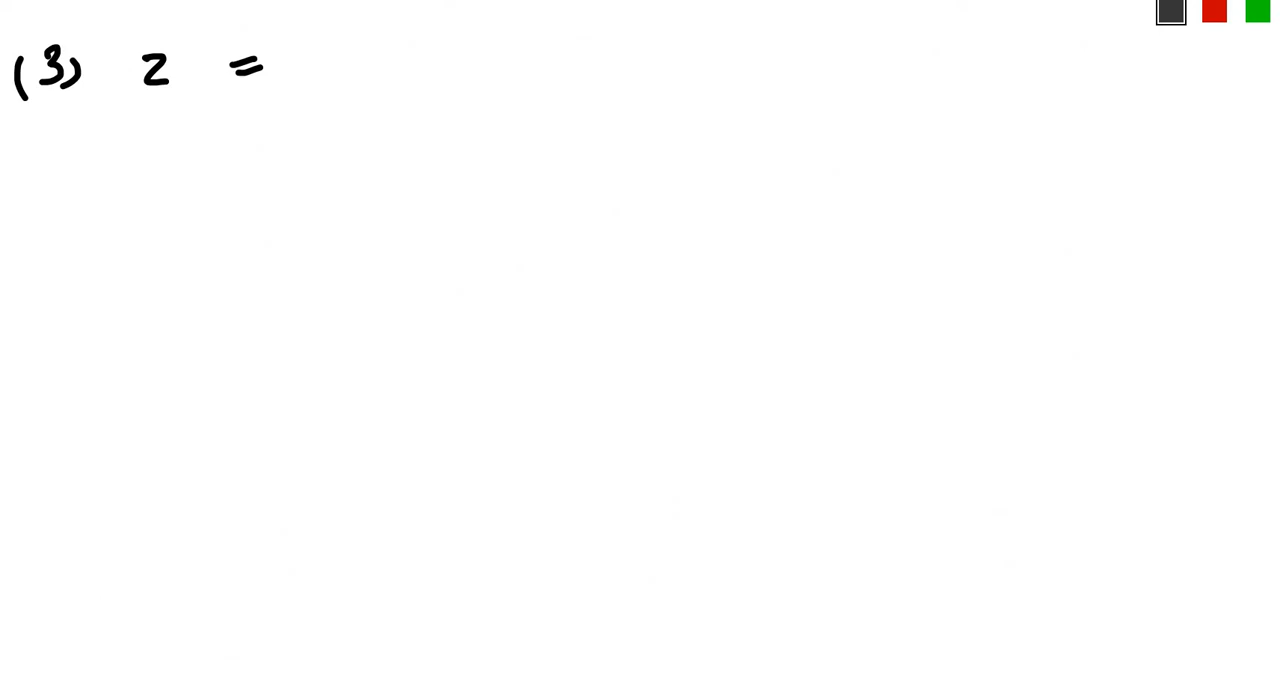 (3) z =